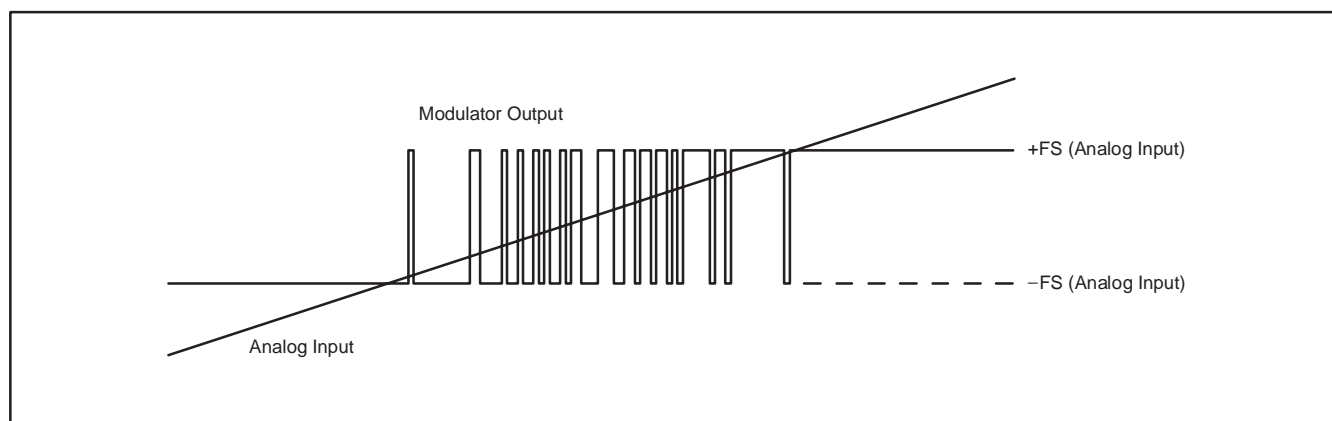 Modulator Output
+FS (Analog Input)
−FS (Analog Input)
Analog Input